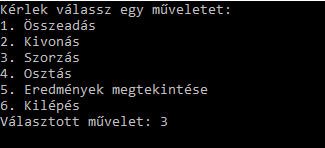 Kérlek válassz egy műveletet:
1. Összeadás
2. Kivonás
3. Szorzás
4. Osztás
5. Eredmények megtekintése
6. Kilépés
Választott művelet: 3